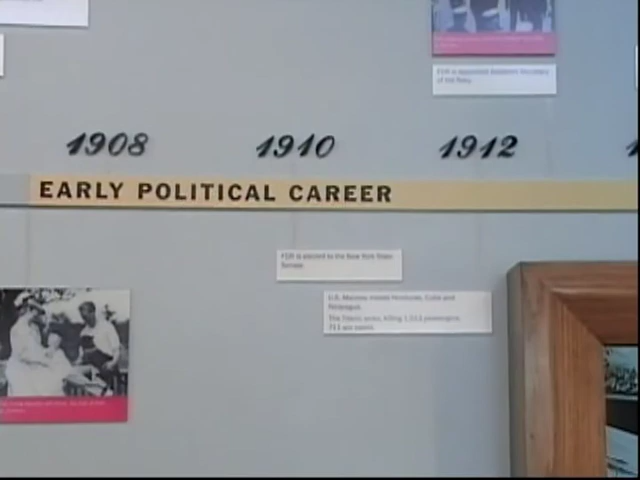 FDR is appointed Assistant Secretary
of the Navy.
1908 1910 1912
EARLY POLITICAL CAREER
FDR is elected to the New York State
Senate.
U.S. Marines invade Honduras, Cuba and
Nicaragua.
The Titanic sinks, killing 1,513 passengers.
711 are saved.